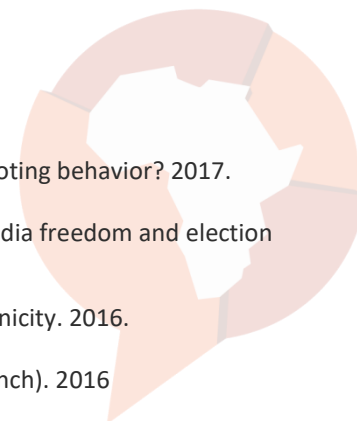 oting behavior? 2017.
dia freedom and election
nicity. 2016.
nch). 2016